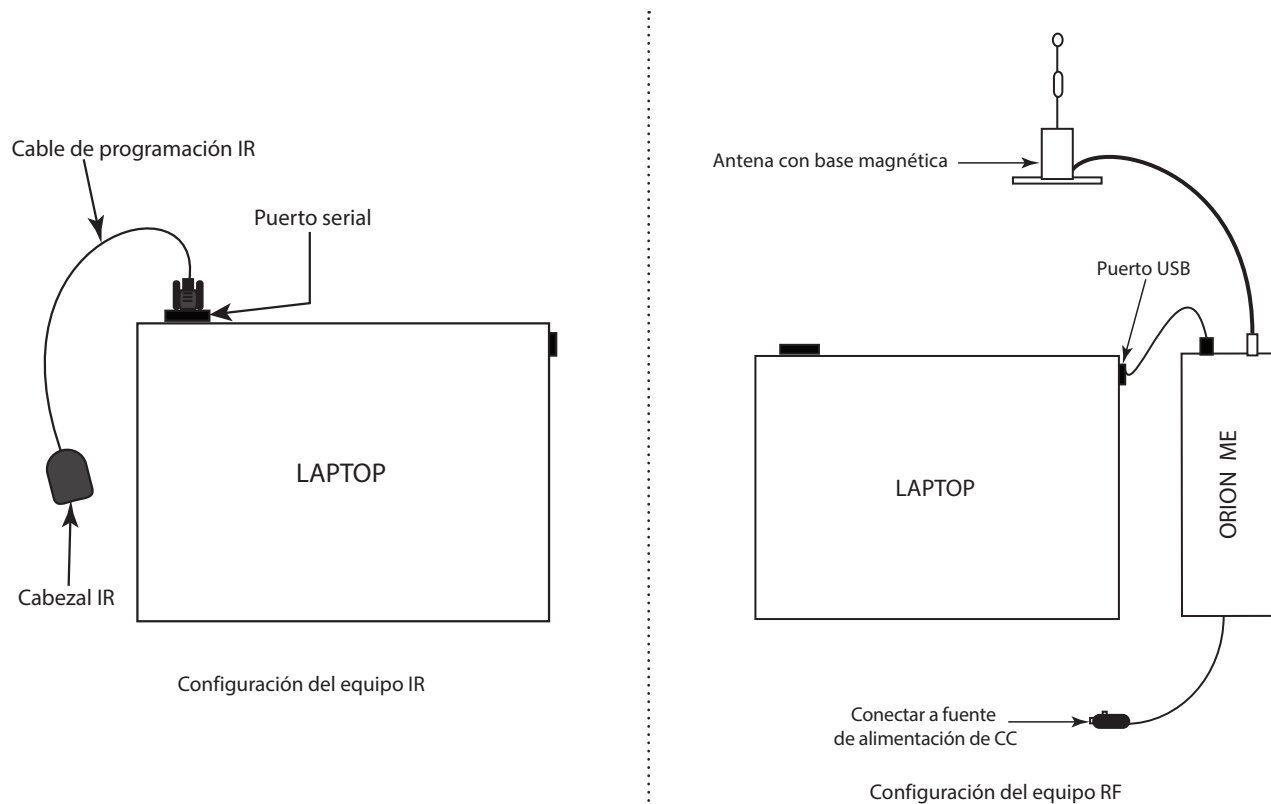 Cable de programación IR
Puerto serial
LAPTOP
Cabezal IR
Configuración del equipo IR
Antena con base magnética
Puerto USB
LAPTOP
ORION ME
Conectar a fuente
de alimentación de CC
Configuración del equipo RF